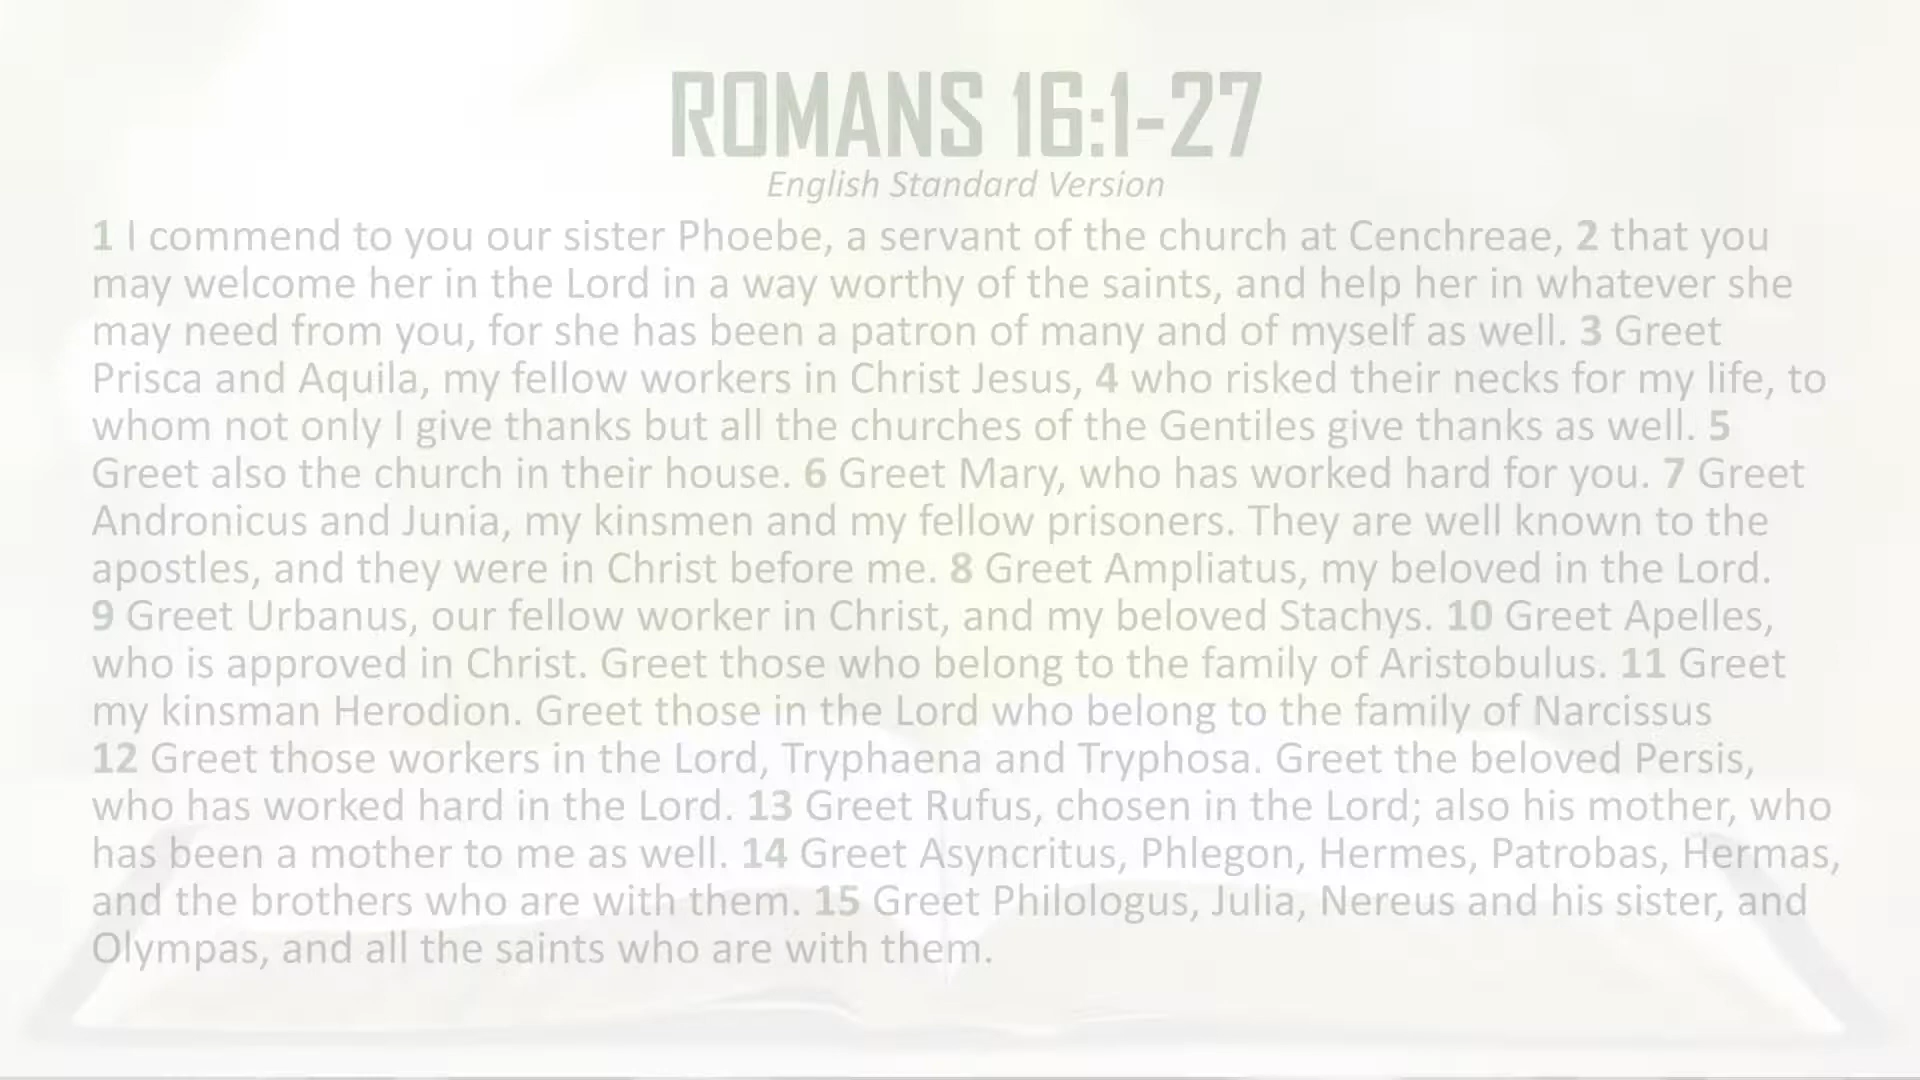 ROMANS 16:1-27
English Standard Version
1 I commend to you our sister Phoebe, a servant of the church at Cenchreae, 2 that you
may welcome her in the Lord in a way worthy of the saints, and help her in whatever she
may need from you, for she has been a patron of many and of myself as well. 3 Greet
Prisca and Aquila, my fellow workers in Christ Jesus, 4 who risked their necks for my life, to
whom not only I give thanks but all the churches of the Gentiles give thanks as well. 5
Greet also the church in their house. 6 Greet Mary, who has worked hard for you. 7 Greet
Andronicus and Junia, my kinsmen and my fellow prisoners. They are well known to the
apostles, and they were in Christ before me. 8 Greet Ampliatus, my beloved in the Lord.
9 Greet Urbanus, our fellow worker in Christ, and my beloved Stachys. 10 Greet Apelles,
who is approved in Christ. Greet those who belong to the family of Aristobulus. 11 Greet
my kinsman Herodion. Greet those in the Lord who belong to the family of Narcissus
12 Greet those workers in the Lord, Tryphaena and Tryphosa. Greet the beloved Persis,
who has worked hard in the Lord. 13 Greet Rufus, chosen in the Lord; also his mother, who
has been a mother to me as well. 14 Greet Asyncritus, Phlegon, Hermes, Patrobas, Hermas,
and the brothers who are with them. 15 Greet Philologus, Julia, Nereus and his sister, and
Olympas, and all the saints who are with them.